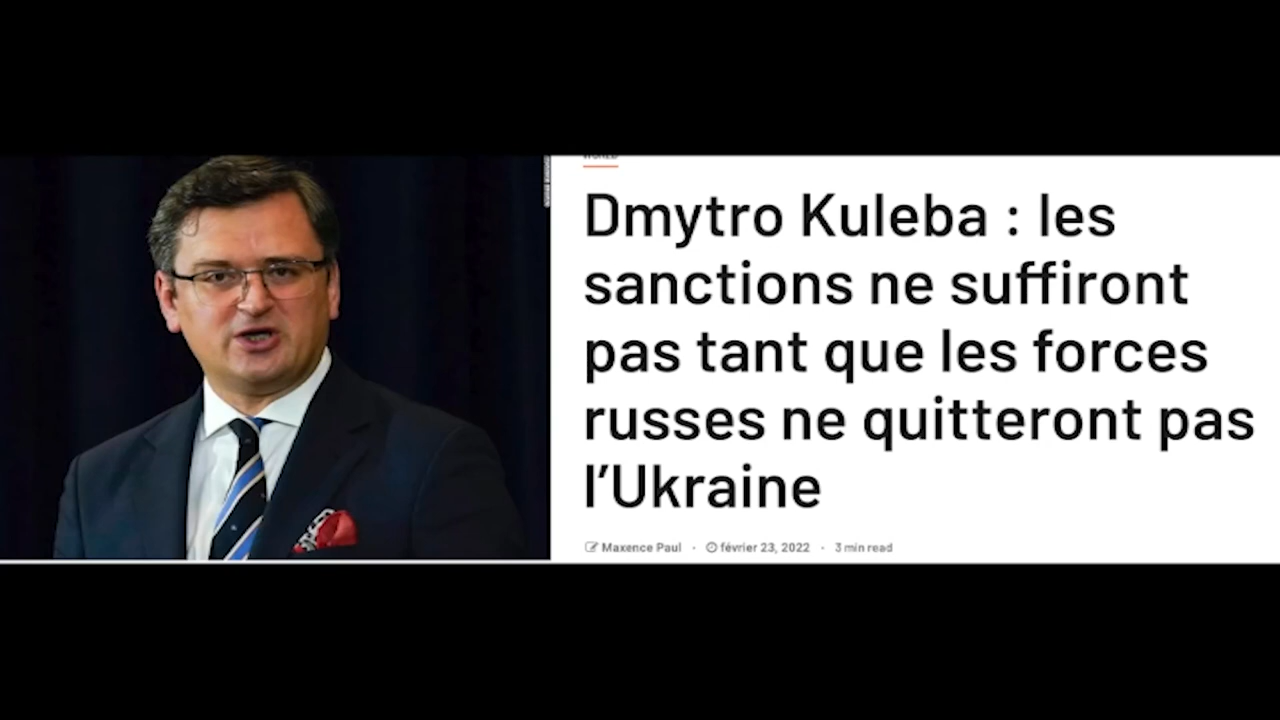 Dmytro Kuleba : les
sanctions ne suffiront
pas tant que les forces
russes ne quitteront pas
l’Ukraine
Maxence Paul · février 23, 2022 · 3 min read